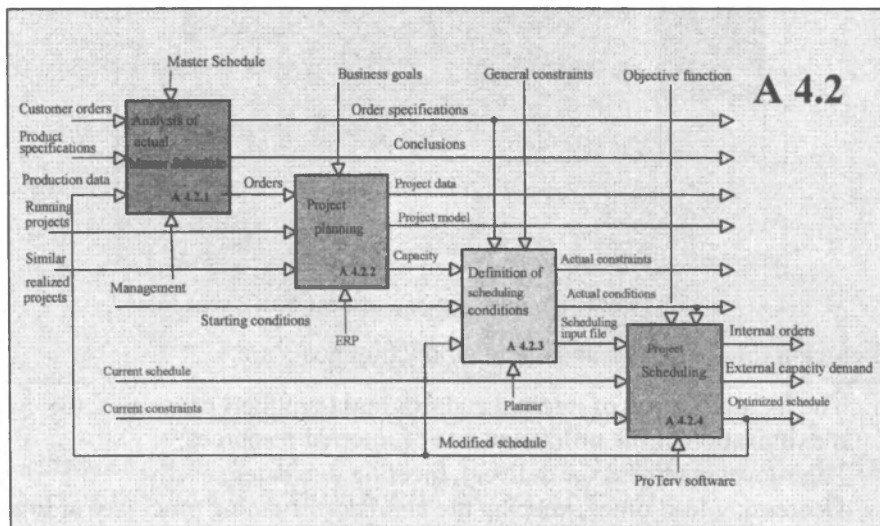 Master Schedule
Business goals
General constraints
Objective function
A 4.2
Customer orders
Analysis of
actual
Master Schedule
A 4.2.1
Order specifications
Product
specifications
Conclusions
Production data
Orders
Project data
Running
projects
Project
planning
A 4.2.2
Project model
Similar
realized projects
Management
Capacity
Definition of
scheduling
conditions
A 4.2.3
Actual constraints
Actual conditions
Starting conditions
ERP
Scheduling
input file
Project
Scheduling
A 4.2.4
Internal orders
External capacity demand
Current schedule
Planner
Optimized schedule
Current constraints
Modified schedule
ProTerv software